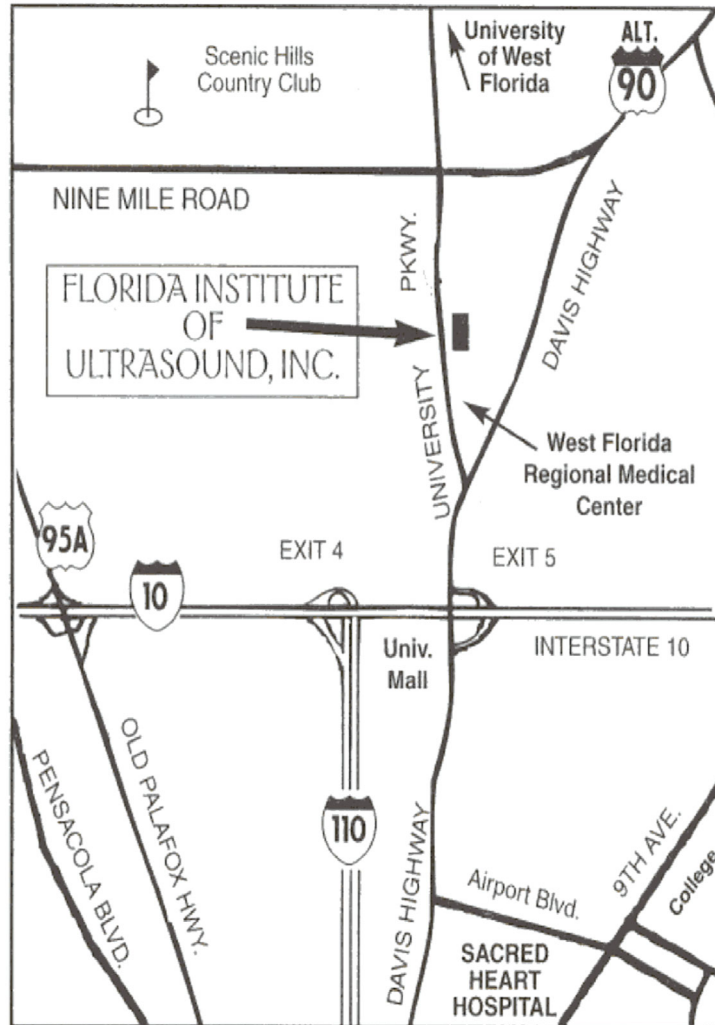 Scenic Hills
Country Club
University
of West
Florida
ALT.
90
NINE MILE ROAD
PKWY.
UNIVERSITY
DAVIS HIGHWAY
FLORIDA INSTITUTE
OF
ULTRASOUND, INC.
West Florida
Regional Medical
Center
95A
10
EXIT 4
EXIT 5
INTERSTATE 10
Univ.
Mall
PENSACOLA BLVD.
OLD PALAFOX HWY.
110
DAVIS HIGHWAY
Airport Blvd.
9TH AVE.
College
SACRED
HEART
HOSPITAL